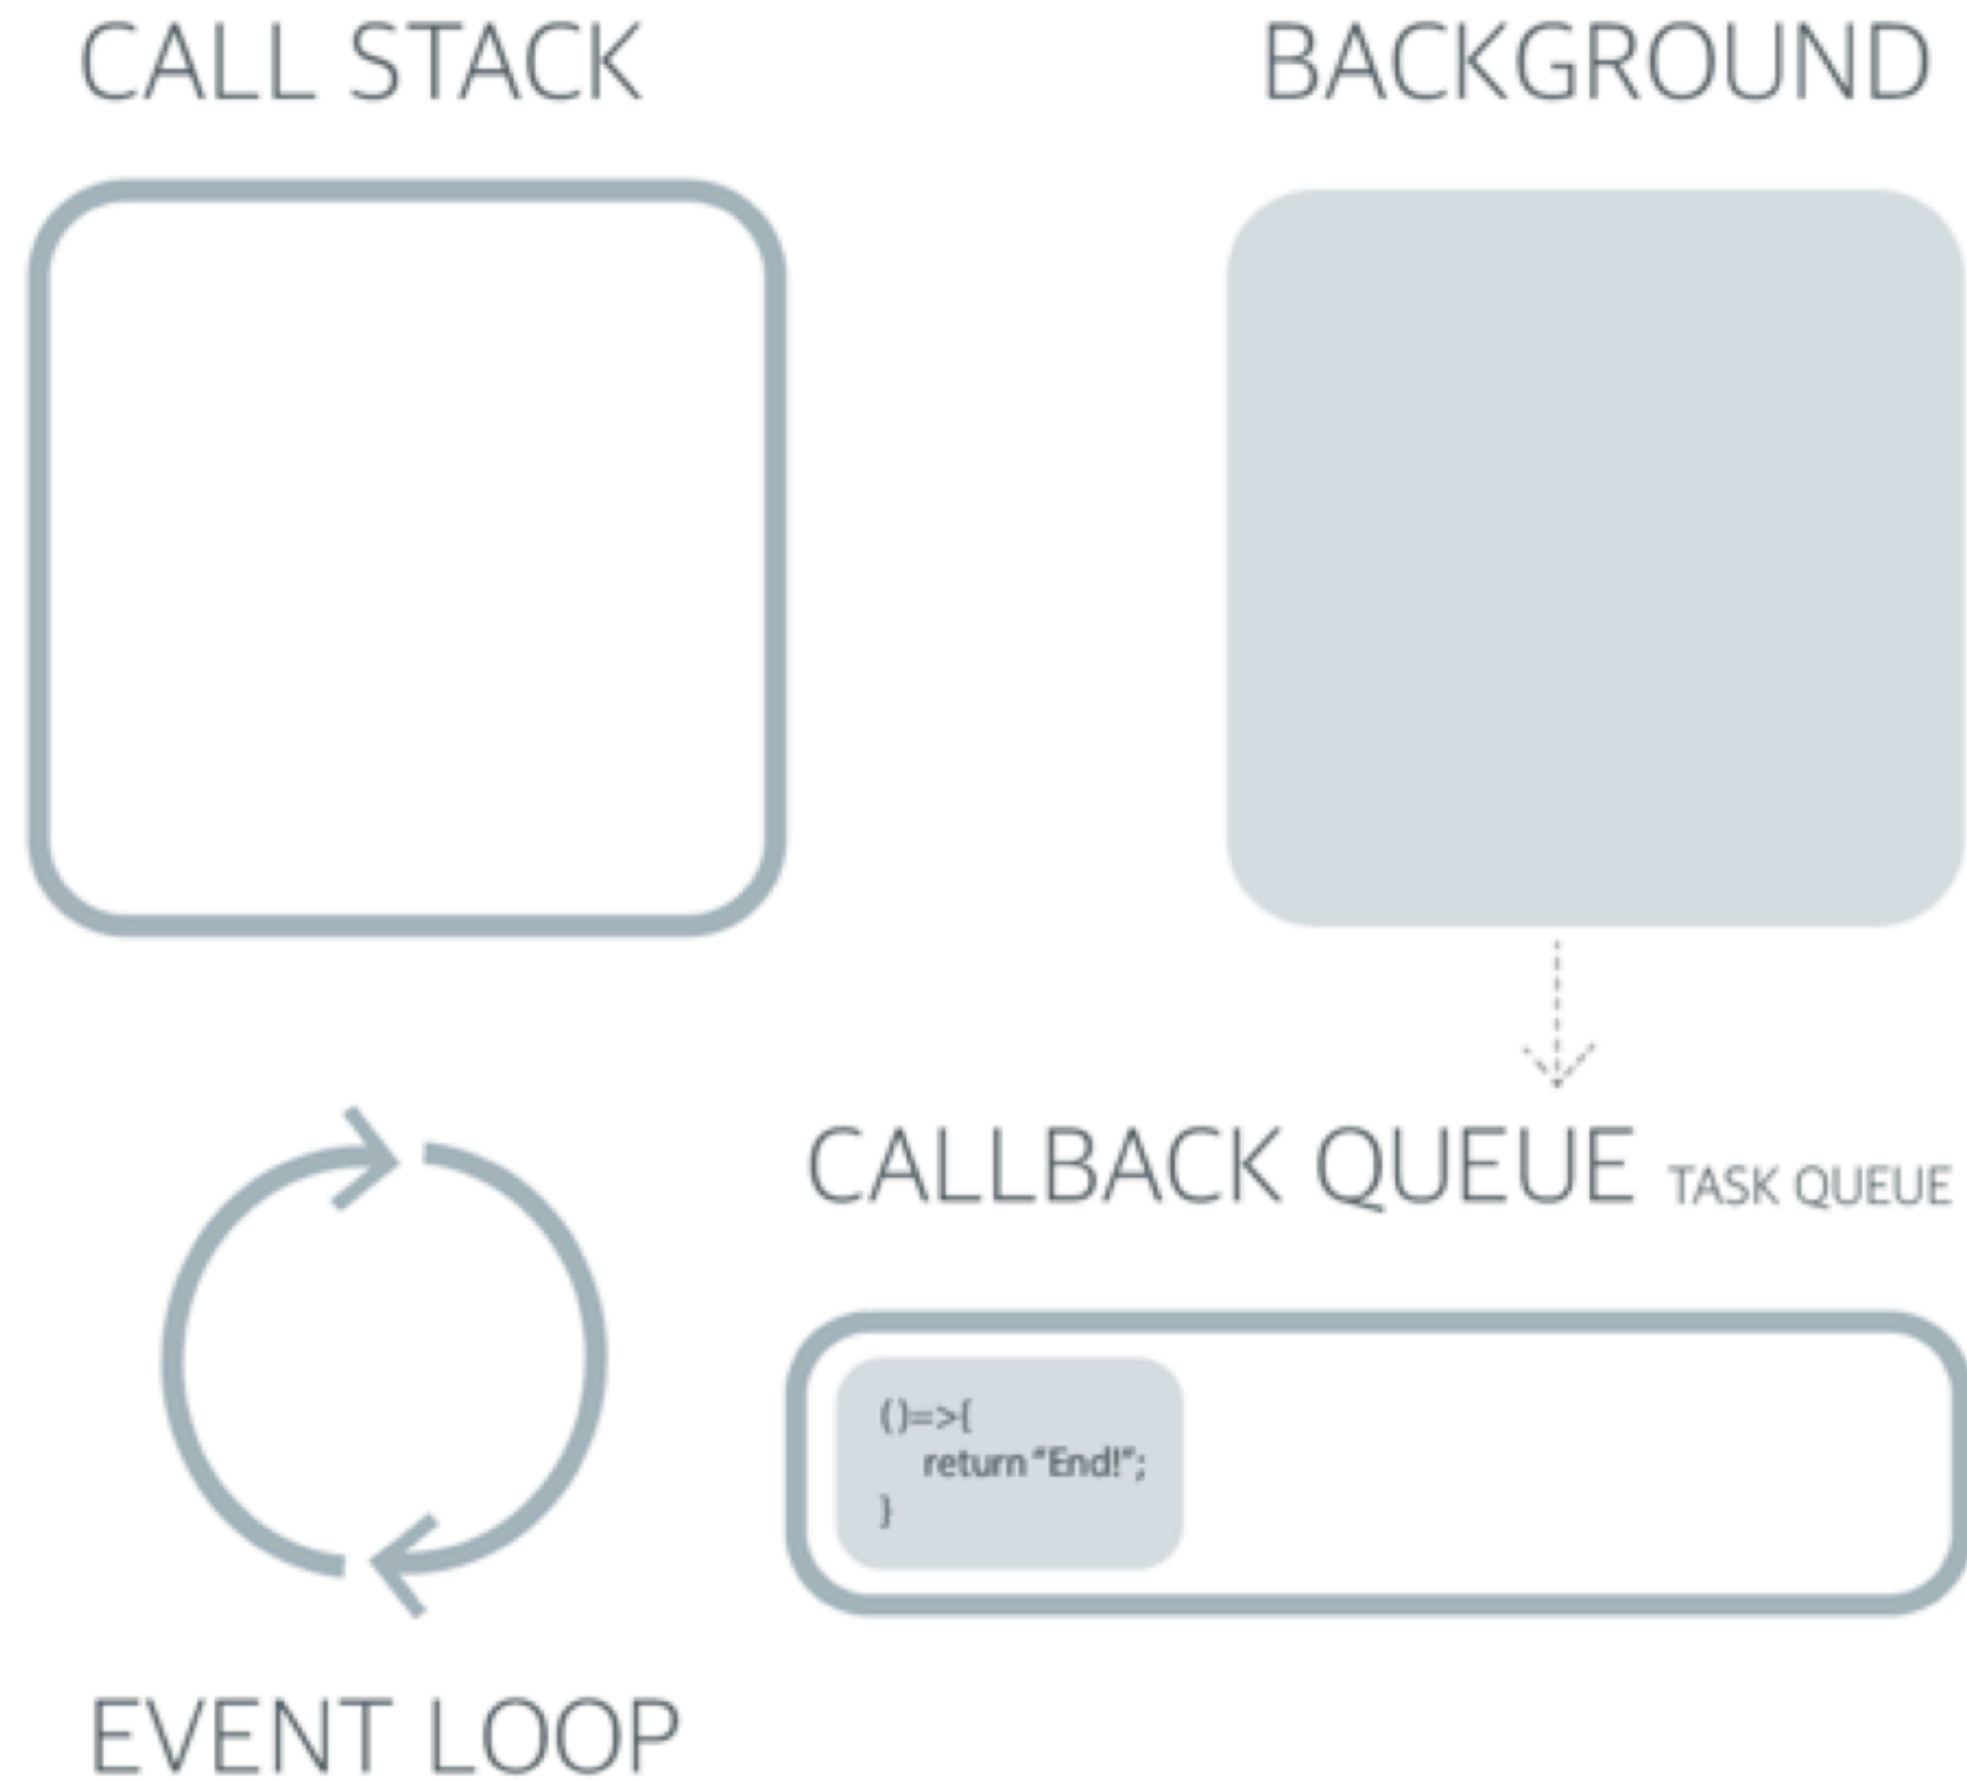 CALL STACK
BACKGROUND
CALLBACK QUEUE TASK QUEUE
()=>{
return “End!”;
}
EVENT LOOP